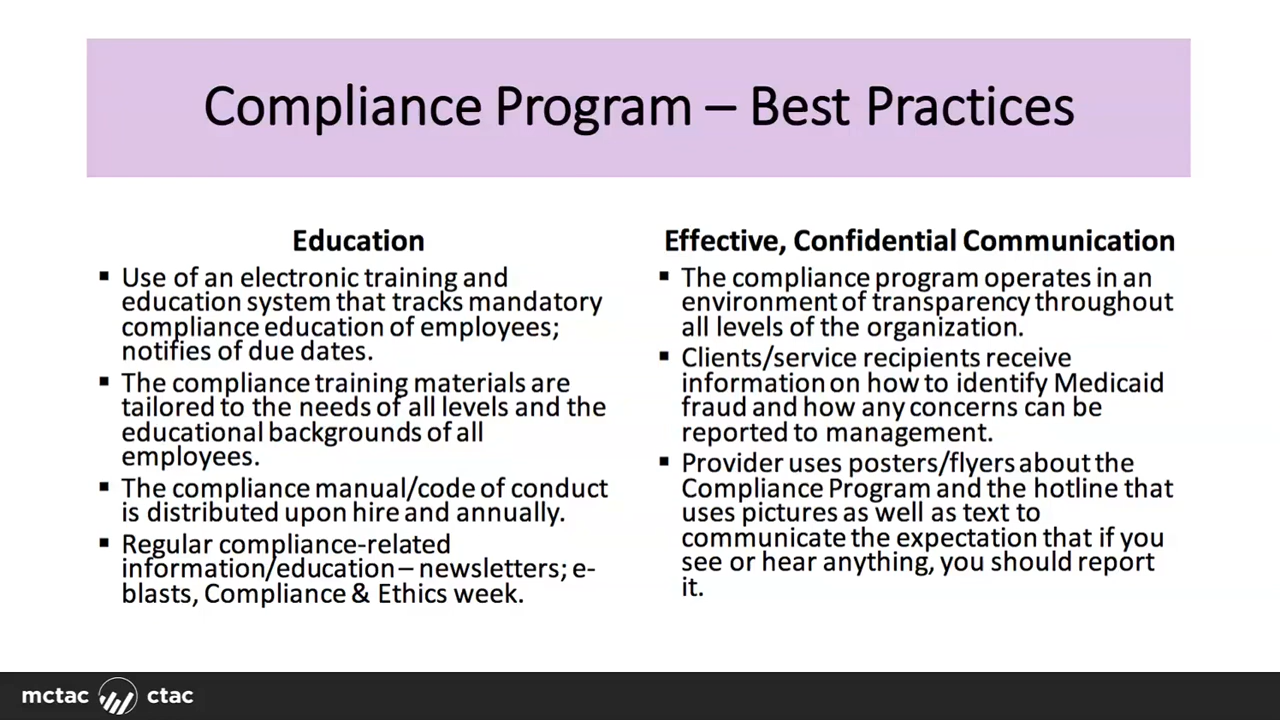 Compliance Program – Best Practices
Education
▪ Use of an electronic training and
education system that tracks mandatory
compliance education of employees;
notifies of due dates.
▪ The compliance training materials are
tailored to the needs of all levels and the
educational backgrounds of all
employees.
▪ The compliance manual/code of conduct
is distributed upon hire and annually.
▪ Regular compliance-related
information/education – newsletters; e-
blasts, Compliance & Ethics week.
Effective, Confidential Communication
▪ The compliance program operates in an
environment of transparency throughout
all levels of the organization.
▪ Clients/service recipients receive
information on how to identify Medicaid
fraud and how any concerns can be
reported to management.
▪ Provider uses posters/flyers about the
Compliance Program and the hotline that
uses pictures as well as text to
communicate the expectation that if you
see or hear anything, you should report
it.
mctac ctac